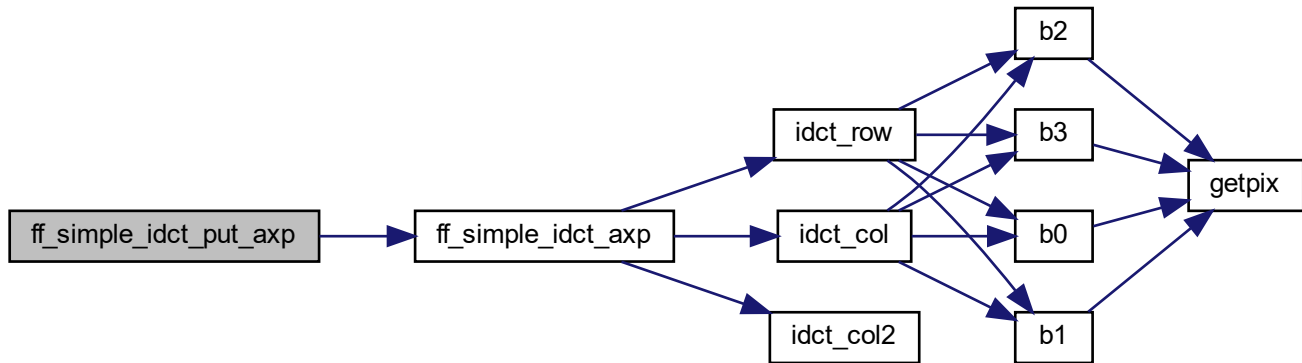 ff_simple_idct_put_axp
ff_simple_idct_axp
idct_row
idct_col
idct_col2
b2
b3
b0
b1
getpix